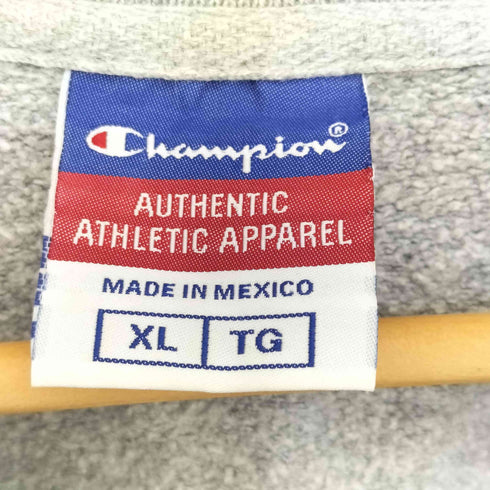 Champion®
AUTHENTIC
ATHLETIC APPAREL
MADE IN MEXICO
XL TG